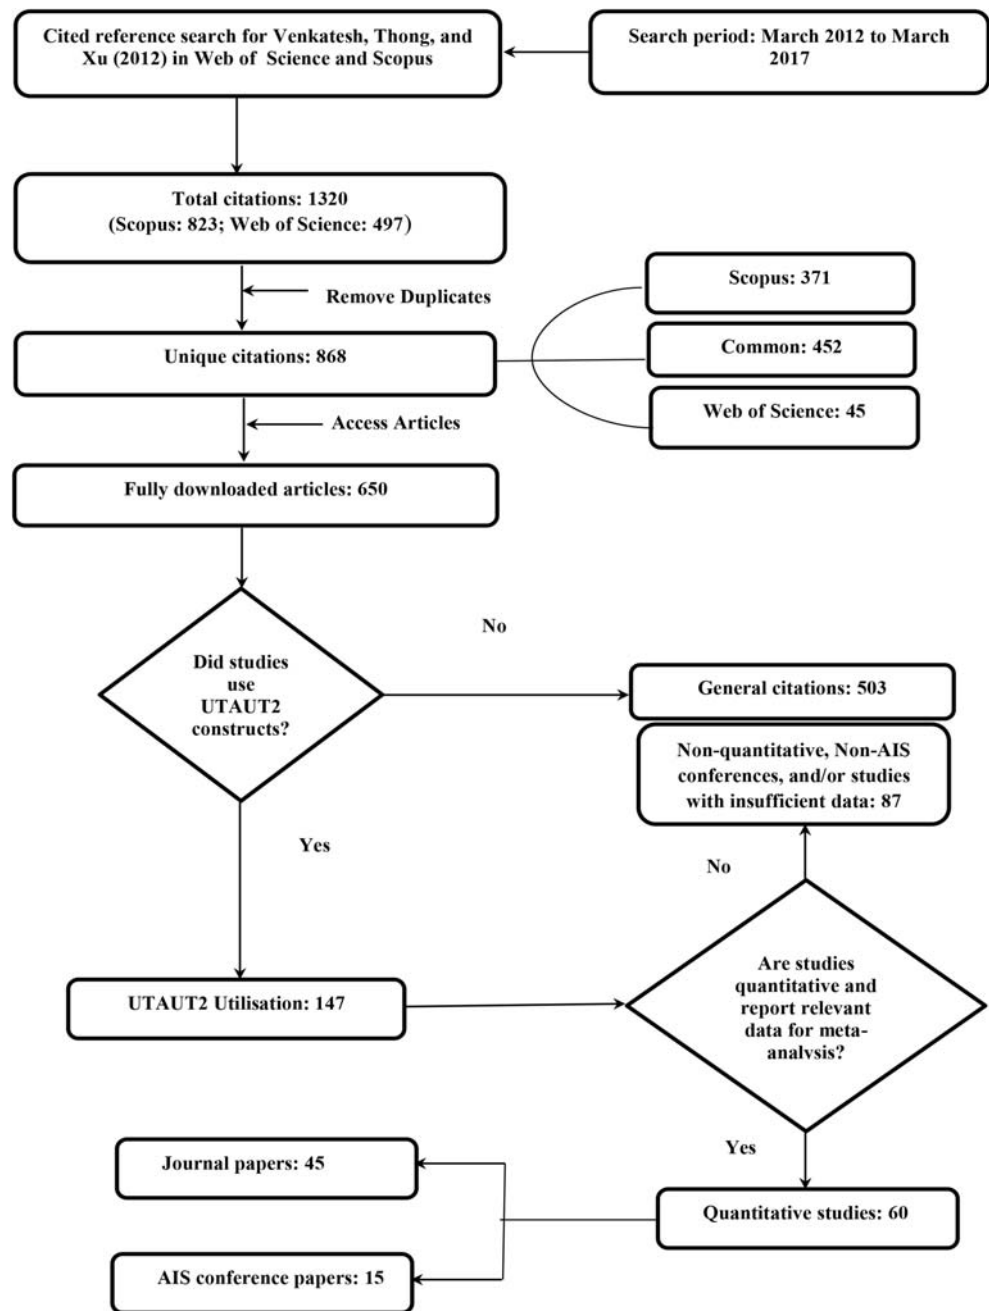 Cited reference search for Venkatesh, Thong, and
Xu (2012) in Web of Science and Scopus
Search period: March 2012 to March
2017
Total citations: 1320
(Scopus: 823; Web of Science: 497)
Remove Duplicates
Scopus: 371
Unique citations: 868
Common: 452
Web of Science: 45
Access Articles
Fully downloaded articles: 650
Did studies
use
UTAUT2
constructs?
No
General citations: 503
Non-quantitative, Non-AIS
conferences, and/or studies
with insufficient data: 87
Yes
No
UTAUT2 Utilisation: 147
Are studies
quantitative and
report relevant
data for meta-
analysis?
Yes
Journal papers: 45
Quantitative studies: 60
AIS conference papers: 15